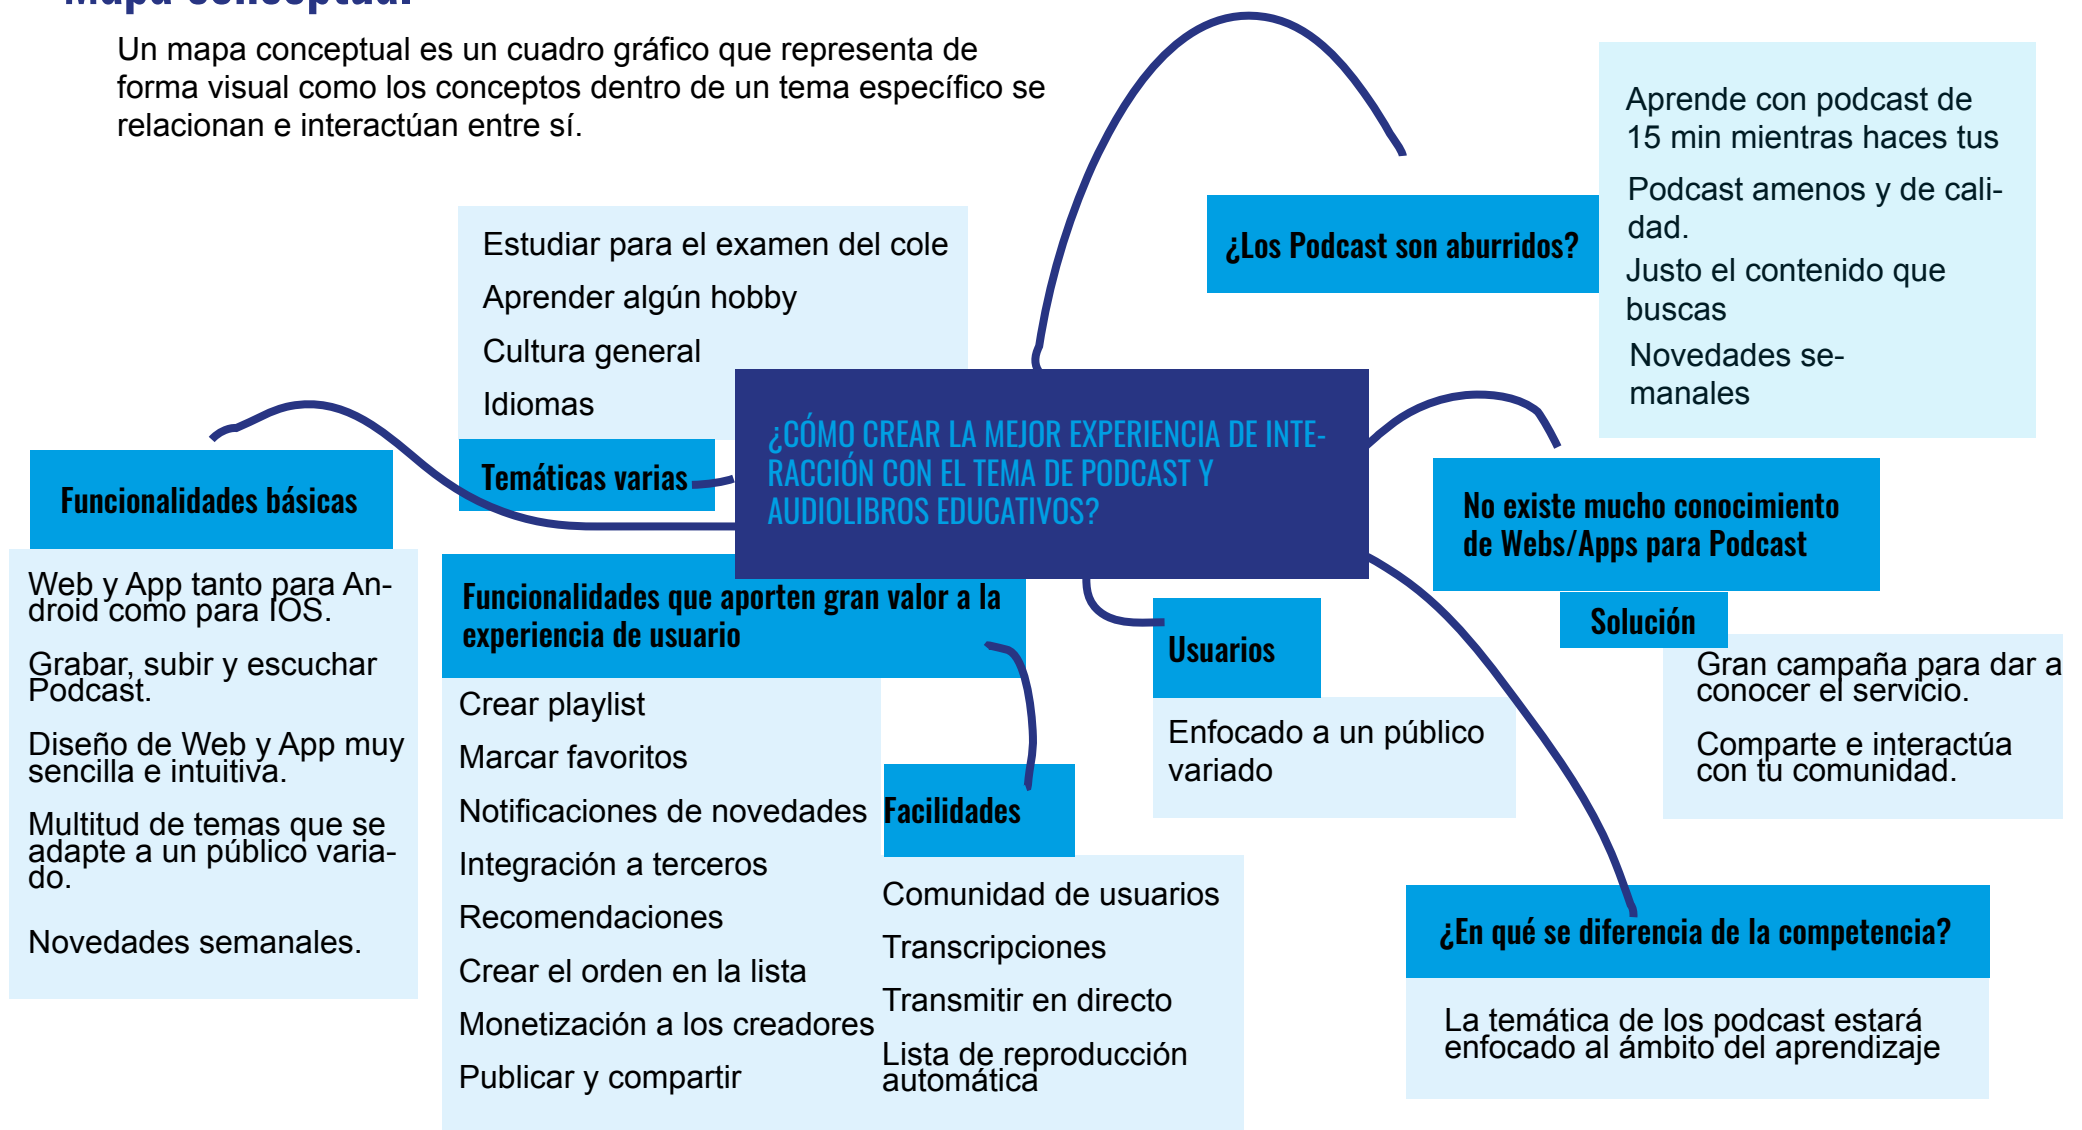 Mapa conceptual
Un mapa conceptual es un cuadro gráfico que representa de
forma visual como los conceptos dentro de un tema específico se
relacionan e interactúan entre sí.
Estudiar para el examen del cole
Aprender algún hobby
Cultura general
Idiomas
Temáticas varias
¿Los Podcast son aburridos?
Aprende con podcast de
15 min mientras haces tus
Podcast amenos y de cali-
dad.
Justo el contenido que
buscas
Novedades se-
manales
¿CÓMO CREAR LA MEJOR EXPERIENCIA DE INTE-
RACCIÓN CON EL TEMA DE PODCAST Y
AUDIOLIBROS EDUCATIVOS?
Funcionalidades básicas
Web y App tanto para An-
droid como para IOS.
Grabar, subir y escuchar
Podcast.
Diseño de Web y App muy
sencilla e intuitiva.
Multitud de temas que se
adapte a un público varia-
do.
Novedades semanales.
Funcionalidades que aporten gran valor a la
experiencia de usuario
Crear playlist
Marcar favoritos
Notificaciones de novedades
Integración a terceros
Recomendaciones
Crear el orden en la lista
Monetización a los creadores
Publicar y compartir
Facilidades
Comunidad de usuarios
Transcripciones
Transmitir en directo
Lista de reproducción
automática
Usuarios
Enfocado a un público
variado
No existe mucho conocimiento
de Webs/Apps para Podcast
Solución
Gran campaña para dar a
conocer el servicio.
Comparte e interactúa
con tu comunidad.
¿En qué se diferencia de la competencia?
La temática de los podcast estará
enfocado al ámbito del aprendizaje